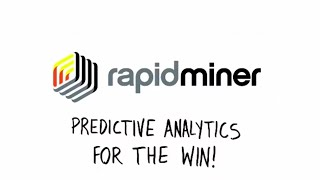 rapidminer
PREDICTIVE ANALYTICS
FOR THE WIN!